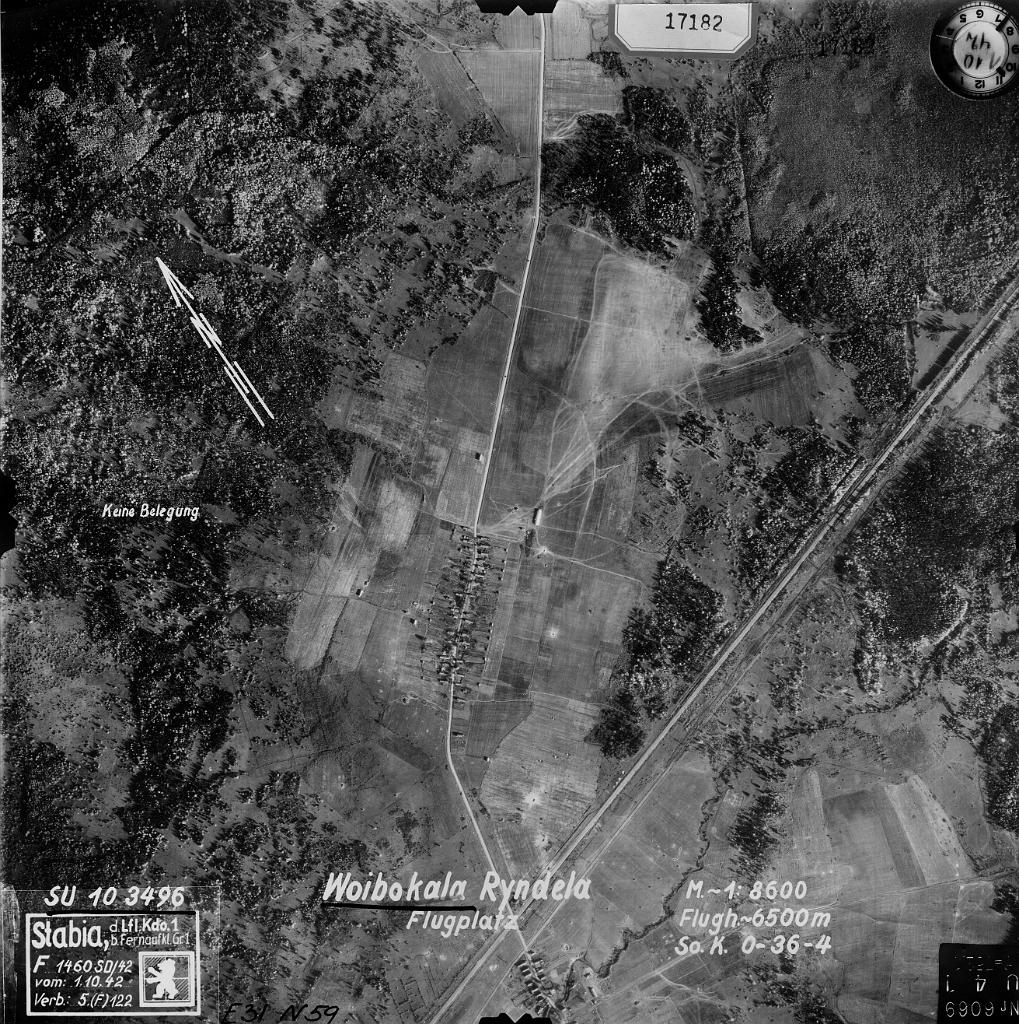 17182
17182
Keine Belegung
SU 10 3496
Stabia, d. Lfl. Kdo. 1
b. Fernaufkl. Gr. 1
F 1460 SD/42
vom: 1.10.42
Verb.: 5.(F)122
Woibokala Ryndela
Flugplatz
M.~1:8600
Flugh.~6500m
So. K. 0-36-4
E31 N59